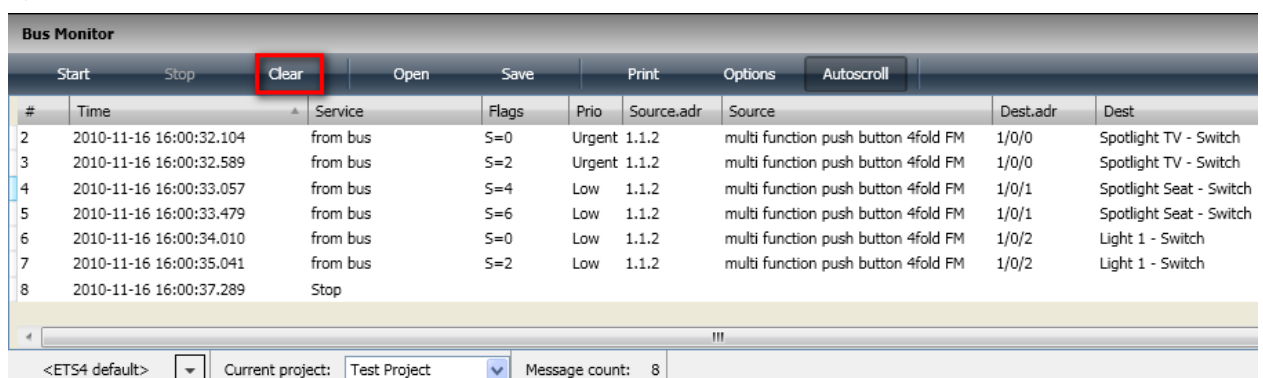 Bus Monitor
Start Stop Clear Open Save Print Options Autoscroll
# Time Service Flags Prio Source.adr Source Dest.adr Dest
2 2010-11-16 16:00:32.104 from bus S=0 Urgent 1.1.2 multi function push button 4fold FM 1/0/0 Spotlight TV - Switch
3 2010-11-16 16:00:32.589 from bus S=2 Urgent 1.1.2 multi function push button 4fold FM 1/0/0 Spotlight TV - Switch
4 2010-11-16 16:00:33.057 from bus S=4 Low 1.1.2 multi function push button 4fold FM 1/0/1 Spotlight Seat - Switch
5 2010-11-16 16:00:33.479 from bus S=6 Low 1.1.2 multi function push button 4fold FM 1/0/1 Spotlight Seat - Switch
6 2010-11-16 16:00:34.010 from bus S=0 Low 1.1.2 multi function push button 4fold FM 1/0/2 Light 1 - Switch
7 2010-11-16 16:00:35.041 from bus S=2 Low 1.1.2 multi function push button 4fold FM 1/0/2 Light 1 - Switch
8 2010-11-16 16:00:37.289 Stop
<ETS4 default> Current project: Test Project Message count: 8